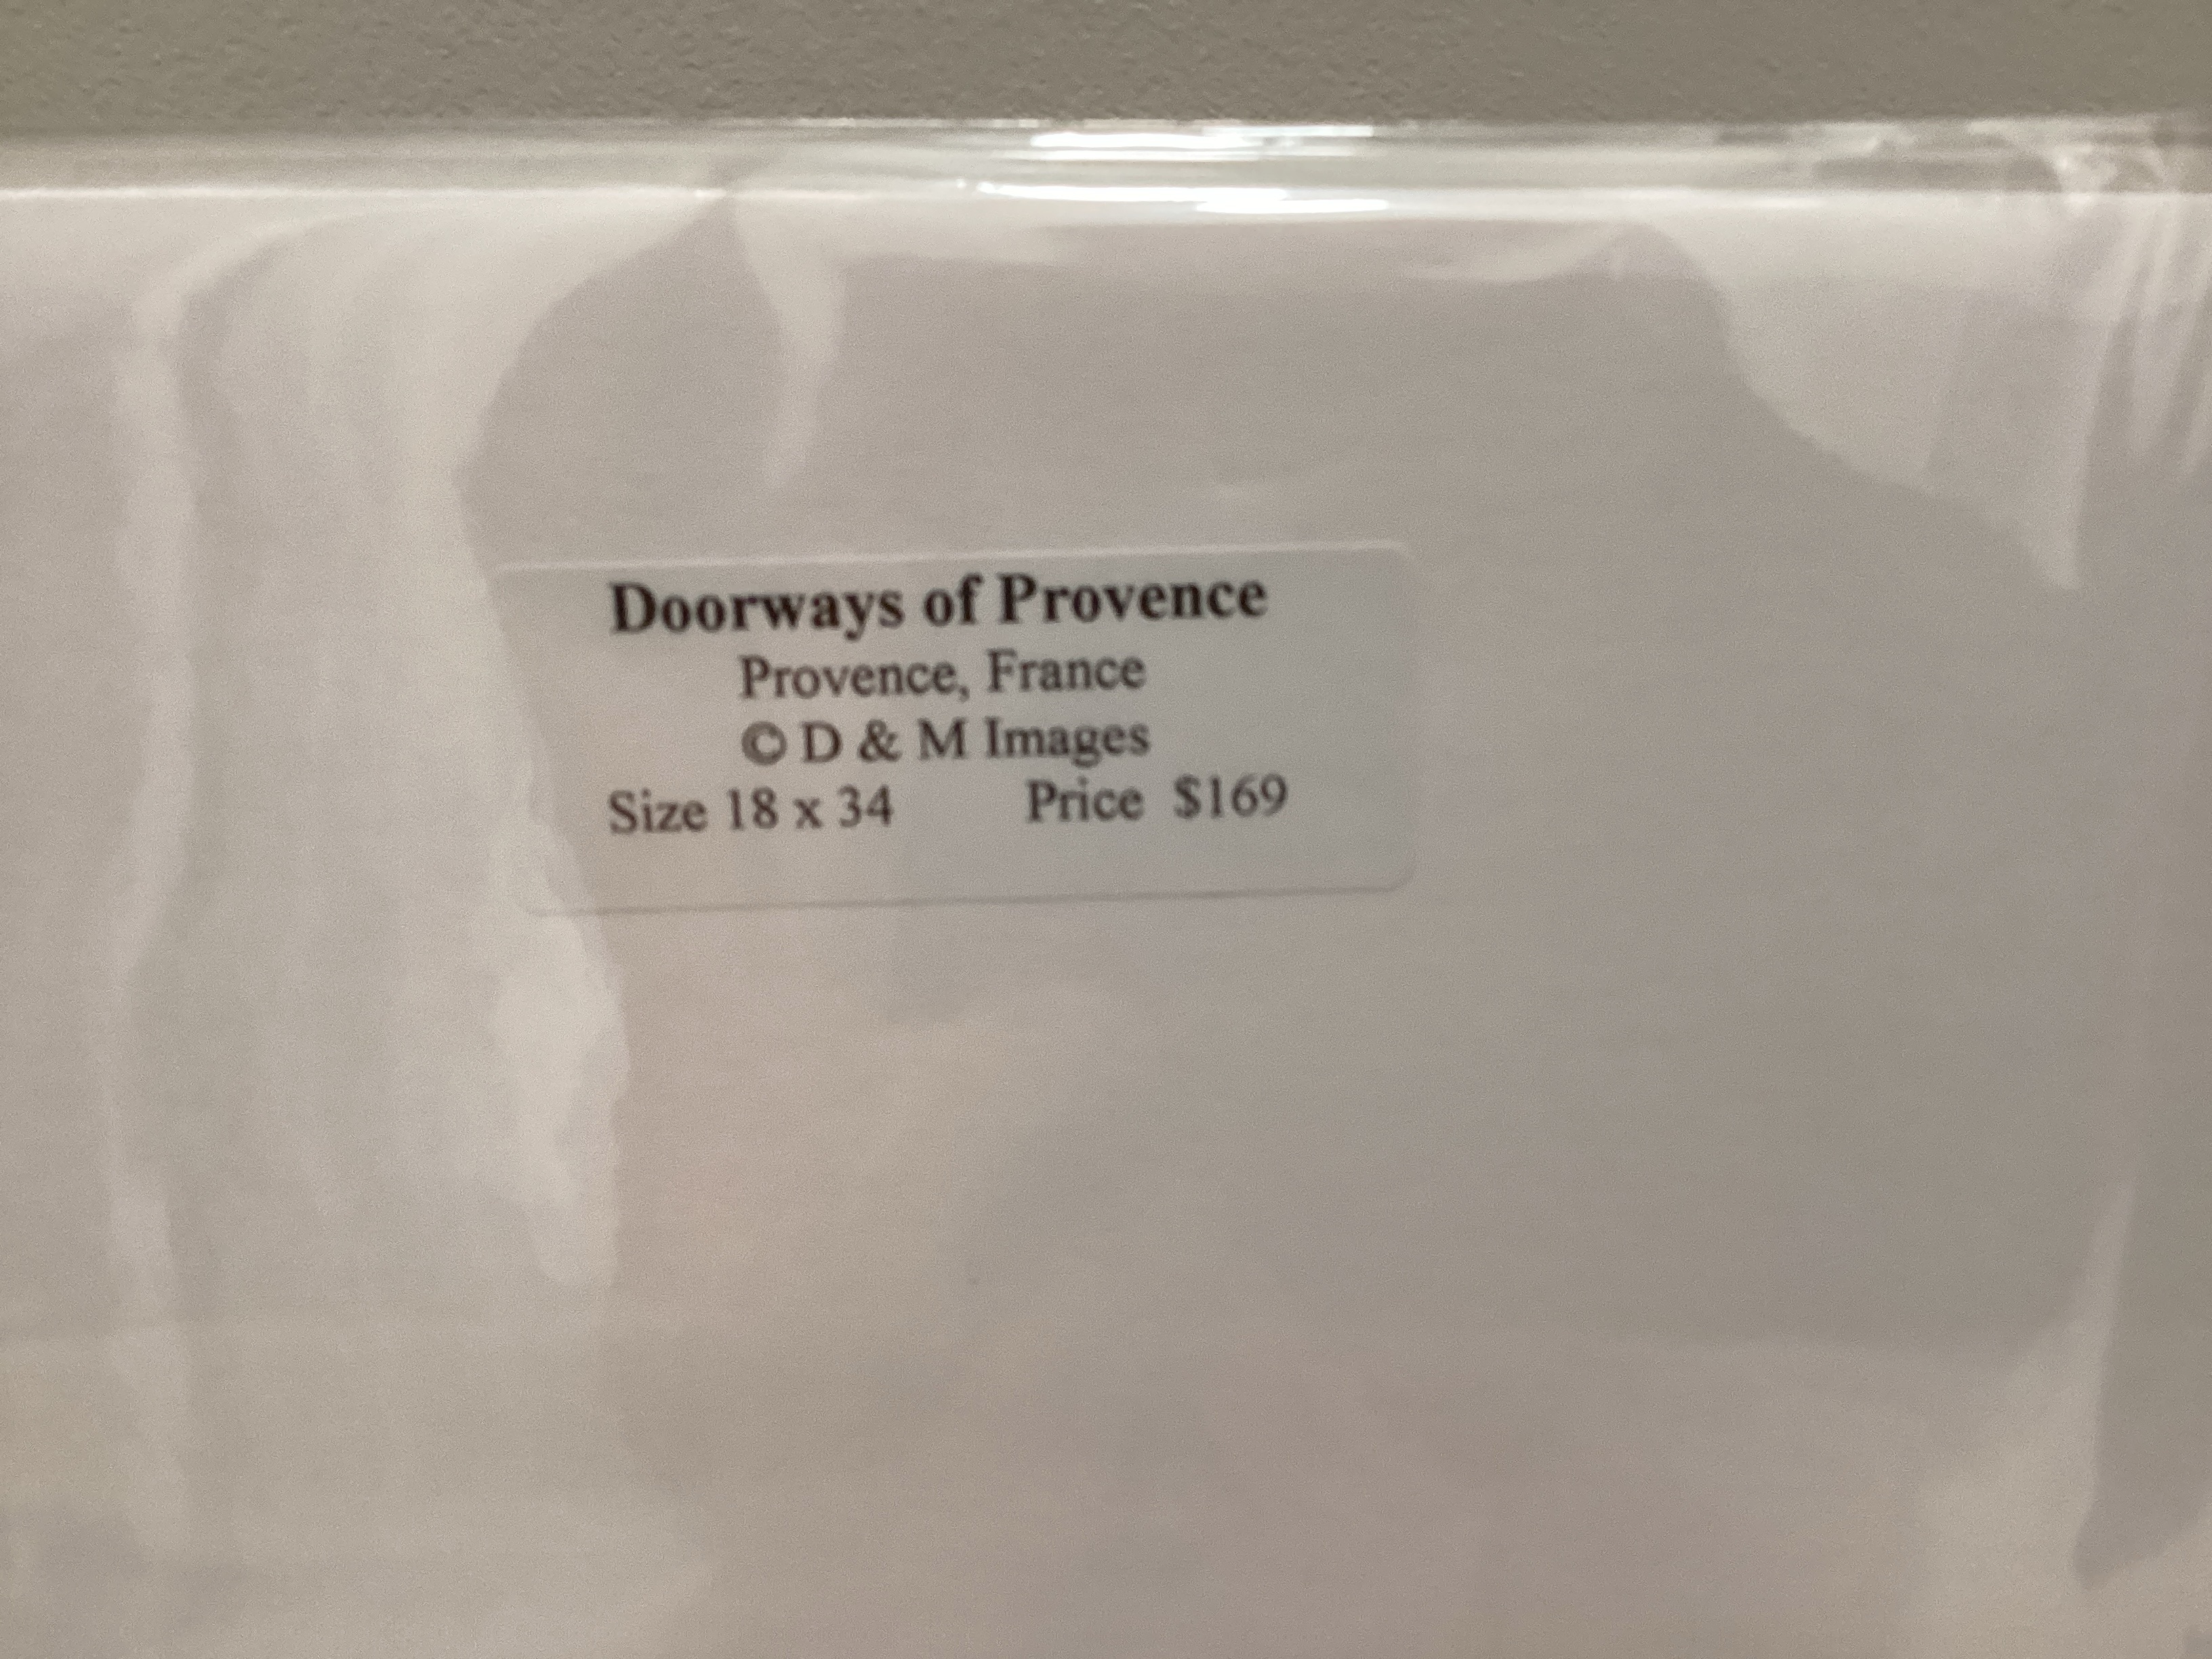 Doorways of Provence
Provence, France
© D & M Images
Size 18 x 34 Price $169